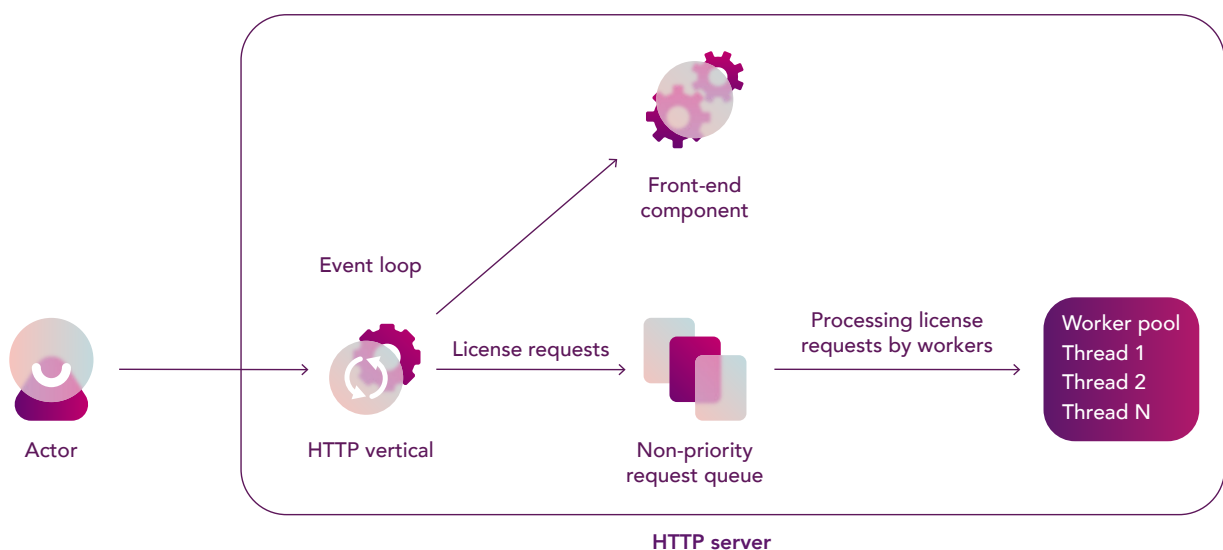 Front-end
component
Event loop
Processing license
requests by workers
License requests
Worker pool
Thread 1
Thread 2
Thread N
Actor
HTTP vertical
Non-priority
request queue
HTTP server